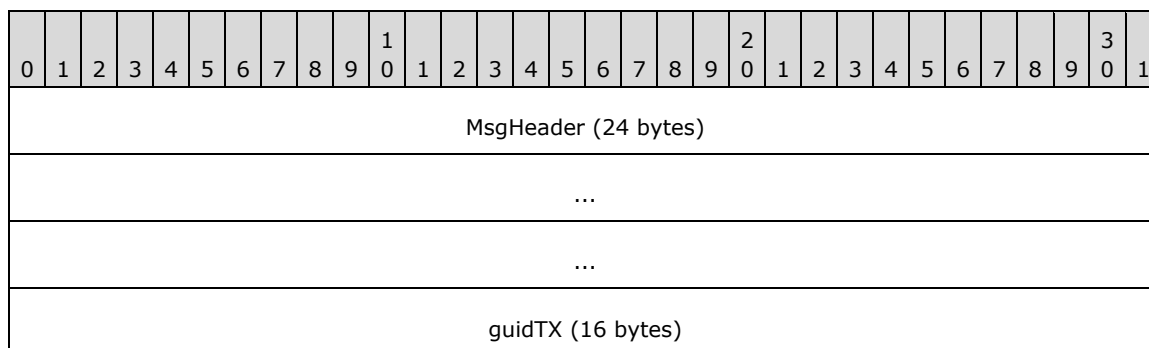 1 2 3
0 1 2 3 4 5 6 7 8 9 0 1 2 3 4 5 6 7 8 9 0 1 2 3 4 5 6 7 8 9 0 1
MsgHeader (24 bytes)
...
...
guidTX (16 bytes)